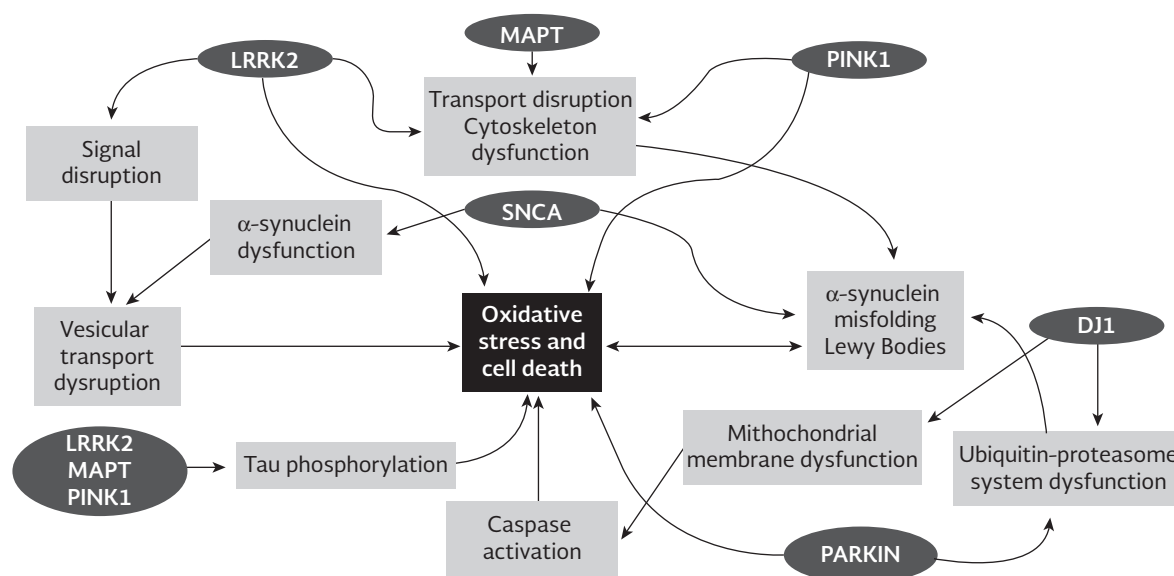 MAPT
LRRK2
PINK1
Transport disruption
Cytoskeleton
dysfunction
Signal
disruption
SNCA
α-synuclein
dysfunction
Oxidative
stress and
cell death
α-synuclein
misfolding
Lewy Bodies
DJ1
Vesicular
transport
disruption
LRRK2
MAPT
PINK1
Tau phosphorylation
Mithochondrial
membrane dysfunction
Ubiquitin-proteasome
system dysfunction
Caspase
activation
PARKIN